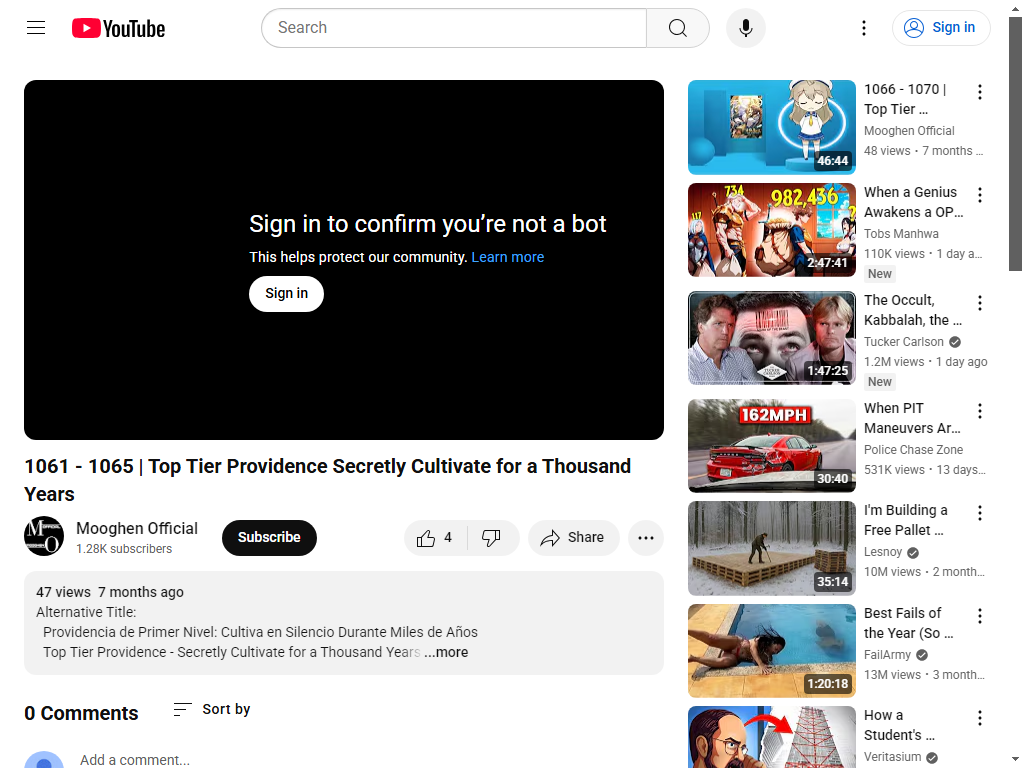 YouTube
Search
Sign in
Sign in to confirm you’re not a bot
This helps protect our community. Learn more
Sign in
1061 - 1065 | Top Tier Providence Secretly Cultivate for a Thousand
Years
Mooghen Official
1.28K subscribers
Subscribe
4
Share
47 views 7 months ago
Alternative Title:
Providencia de Primer Nivel: Cultiva en Silencio Durante Miles de Años
Top Tier Providence - Secretly Cultivate for a Thousand Years ...more
0 Comments
Sort by
Add a comment...
46:44
1066 - 1070 |
Top Tier ...
Mooghen Official
48 views • 7 months ...
734
982,436
2:47:41
When a Genius
Awakens a OP...
Tobs Manhwa
110K views • 1 day a...
New
1:47:25
The Occult,
Kabbalah, the ...
Tucker Carlson
1.2M views • 1 day ago
New
162MPH
30:40
When PIT
Maneuvers Ar...
Police Chase Zone
531K views • 13 days...
35:14
I'm Building a
Free Pallet ...
Lesnoy
10M views • 2 month...
1:20:18
Best Fails of
the Year (So ...
FailArmy
13M views • 3 month...
How a
Student's ...
Veritasium